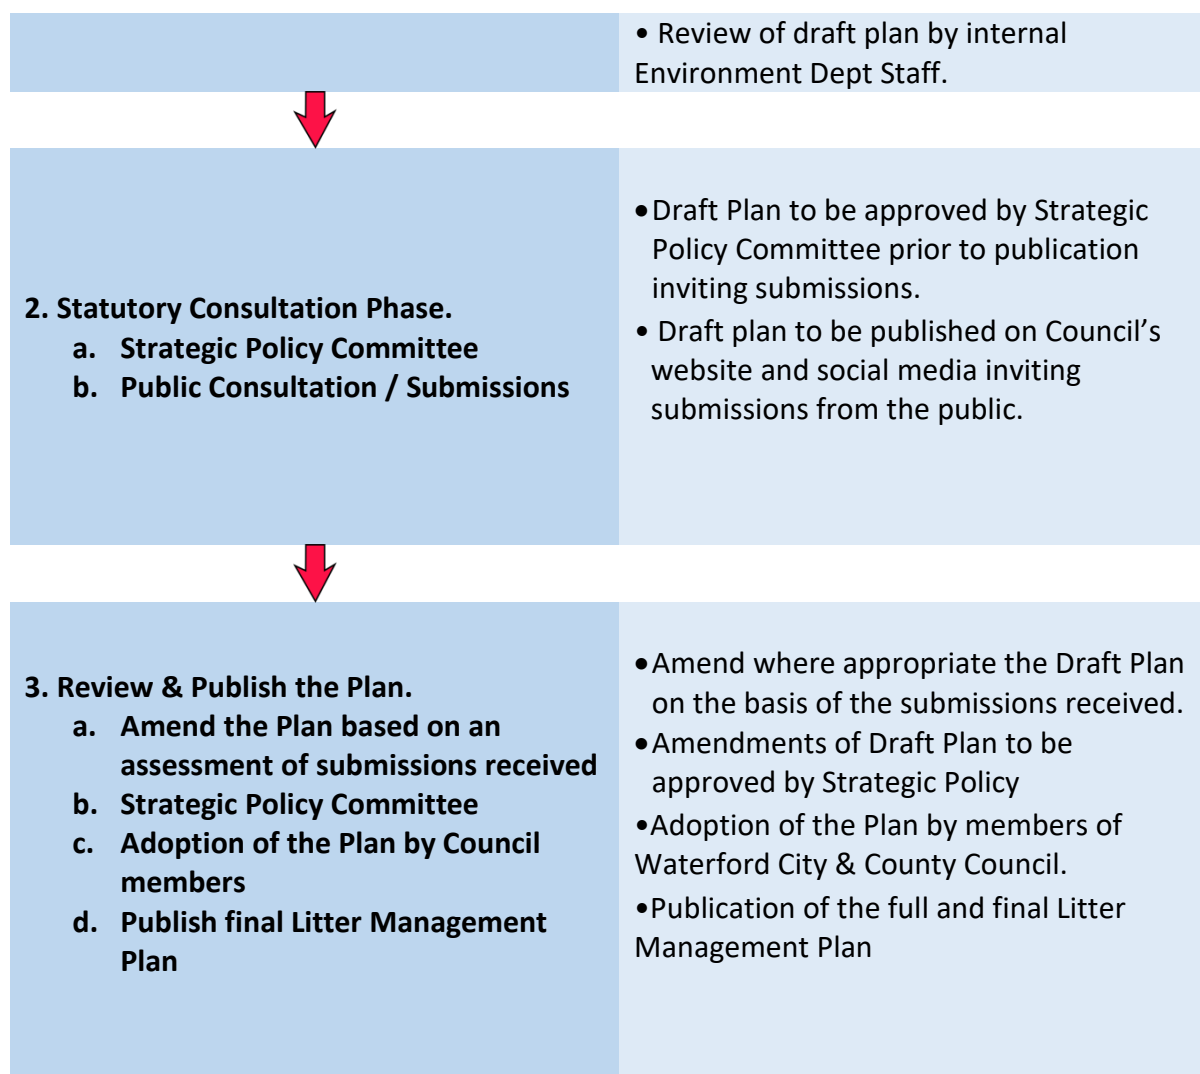 • Review of draft plan by internal
Environment Dept Staff.
2. Statutory Consultation Phase.
a. Strategic Policy Committee
b. Public Consultation / Submissions
•Draft Plan to be approved by Strategic
Policy Committee prior to publication
inviting submissions.
• Draft plan to be published on Council’s
website and social media inviting
submissions from the public.
3. Review & Publish the Plan.
a. Amend the Plan based on an
assessment of submissions received
b. Strategic Policy Committee
c. Adoption of the Plan by Council
members
d. Publish final Litter Management
Plan
•Amend where appropriate the Draft Plan
on the basis of the submissions received.
•Amendments of Draft Plan to be
approved by Strategic Policy
•Adoption of the Plan by members of
Waterford City & County Council.
•Publication of the full and final Litter
Management Plan